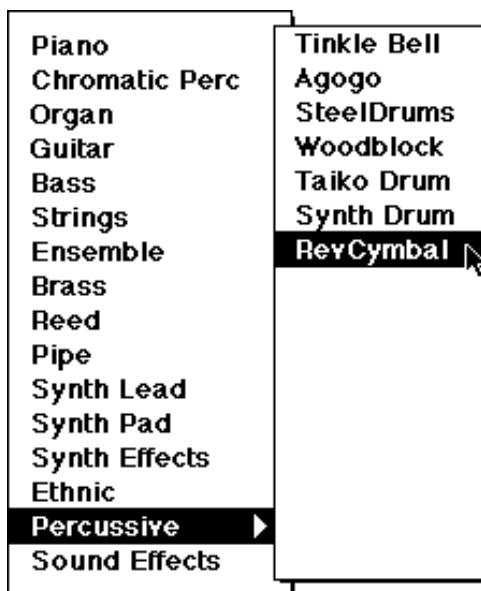 Piano
Chromatic Perc
Organ
Guitar
Bass
Strings
Ensemble
Brass
Reed
Pipe
Synth Lead
Synth Pad
Synth Effects
Ethnic
Percussive
Sound Effects
Tinkle Bell
Agogo
SteelDrums
Woodblock
Taiko Drum
Synth Drum
RevCymbal